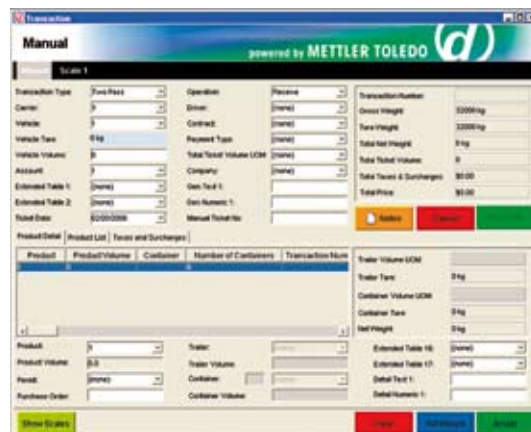 Transaction
Manual
powered by METTLER TOLEDO
Scale 1
Transaction Type: Two Pass
Operation: Receive
Transaction Number:
Carrier: 1
Driver: (none)
Gross Weight: 32000 kg
Vehicle: 1
Contract: (none)
Tare Weight: 32000 kg
Vehicle Tare: 0 kg
Payment Type: (none)
Total Net Weight: 0 kg
Vehicle Volume: 0
Total Ticket Volume UOM: (none)
Total Ticket Volume: 0
Account: 1
Company: (none)
Total Taxes & Surcharges: $0.00
Extended Table 1: (none)
Gen Text 1:
Total Price: $0.00
Extended Table 2: (none)
Gen Numeric 1:
Ticket Date:
Manual Ticket No:
Notes
Cancel
Product Detail
Product List
Taxes and Surcharges
Product
Product Volume
Container
Number of Containers
Transaction Num
Trailer Volume UOM:
Trailer Tare: 0 kg
Container Volume UOM:
Container Tare: 0 kg
Net Weight: 0 kg
Product: 1
Trailer:
Extended Table 16: (none)
Product Volume: 0.0
Trailer Volume:
Extended Table 17: (none)
Permit: (none)
Container:
Detail Text 1:
Purchase Order:
Container Volume:
Detail Numeric 1:
Show Scales
Clear
Accept